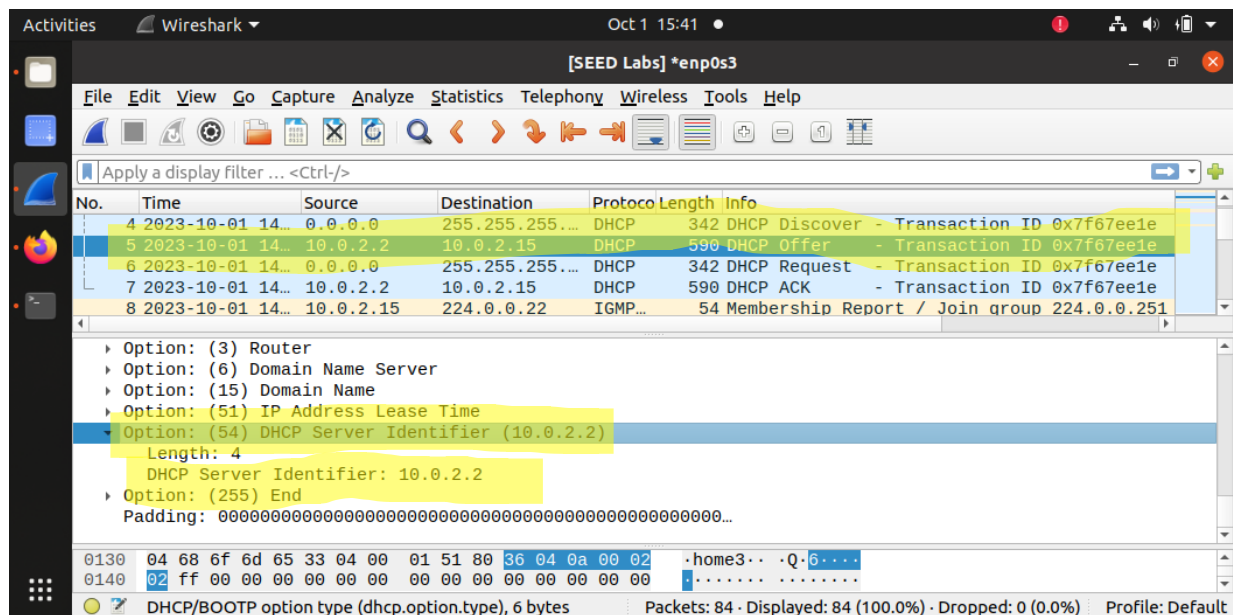 Activities Wireshark Oct 1 15:41
[SEED Labs] *enp0s3
File Edit View Go Capture Analyze Statistics Telephony Wireless Tools Help
Apply a display filter … <Ctrl-/>
No. Time Source Destination Protoco Length Info
4 2023-10-01 14… 0.0.0.0 255.255.255.… DHCP 342 DHCP Discover - Transaction ID 0x7f67ee1e
5 2023-10-01 14… 10.0.2.2 10.0.2.15 DHCP 590 DHCP Offer - Transaction ID 0x7f67ee1e
6 2023-10-01 14… 0.0.0.0 255.255.255.… DHCP 342 DHCP Request - Transaction ID 0x7f67ee1e
7 2023-10-01 14… 10.0.2.2 10.0.2.15 DHCP 590 DHCP ACK - Transaction ID 0x7f67ee1e
8 2023-10-01 14… 10.0.2.15 224.0.0.22 IGMP… 54 Membership Report / Join group 224.0.0.251
Option: (3) Router
Option: (6) Domain Name Server
Option: (15) Domain Name
Option: (51) IP Address Lease Time
Option: (54) DHCP Server Identifier (10.0.2.2)
Length: 4
DHCP Server Identifier: 10.0.2.2
Option: (255) End
Padding: 00000000000000000000000000000000000000000000…
0130 04 68 6f 6d 65 33 04 00 01 51 80 36 04 0a 00 02 ·home3·· ·Q·6····
0140 02 ff 00 00 00 00 00 00 00 00 00 00 00 00 00 ········ ········
DHCP/BOOTP option type (dhcp.option.type), 6 bytes Packets: 84 · Displayed: 84 (100.0%) · Dropped: 0 (0.0%) Profile: Default